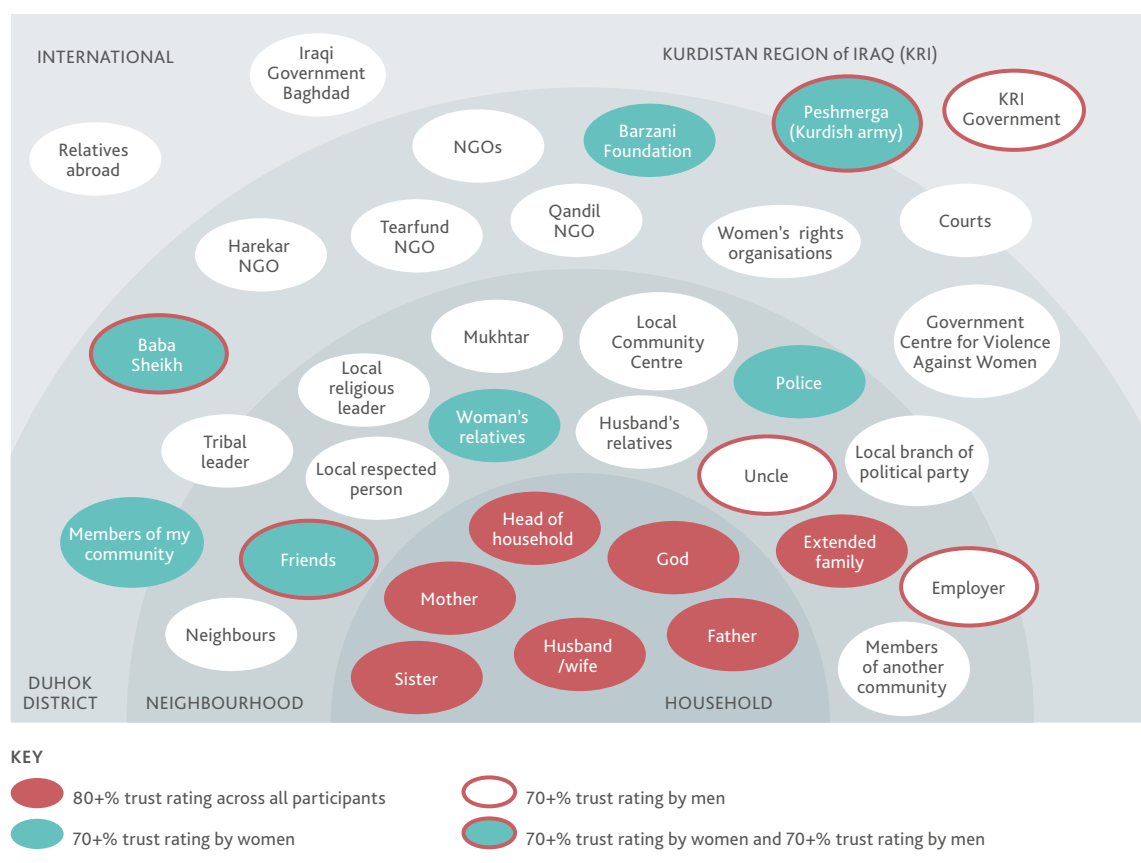 INTERNATIONAL
Iraqi
Government
Baghdad
KURDISTAN REGION of IRAQ (KRI)
Relatives
abroad
NGOs
Barzani
Foundation
Peshmerga
(Kurdish army)
KRI
Government
Harekar
NGO
Tearfund
NGO
Qandil
NGO
Women's rights
organisations
Courts
Baba
Sheikh
Mukhtar
Local
Community
Centre
Police
Government
Centre for Violence
Against Women
Local
religious
leader
Woman's
relatives
Husband's
relatives
Tribal
leader
Local respected
person
Uncle
Local branch of
political party
Members of my
community
Friends
Head of
household
God
Extended
family
Employer
Mother
Neighbours
Husband
/wife
Father
Sister
Members
of another
community
DUHOK
DISTRICT
NEIGHBOURHOOD
HOUSEHOLD
KEY
80+% trust rating across all participants
70+% trust rating by men
70+% trust rating by women
70+% trust rating by women and 70+% trust rating by men